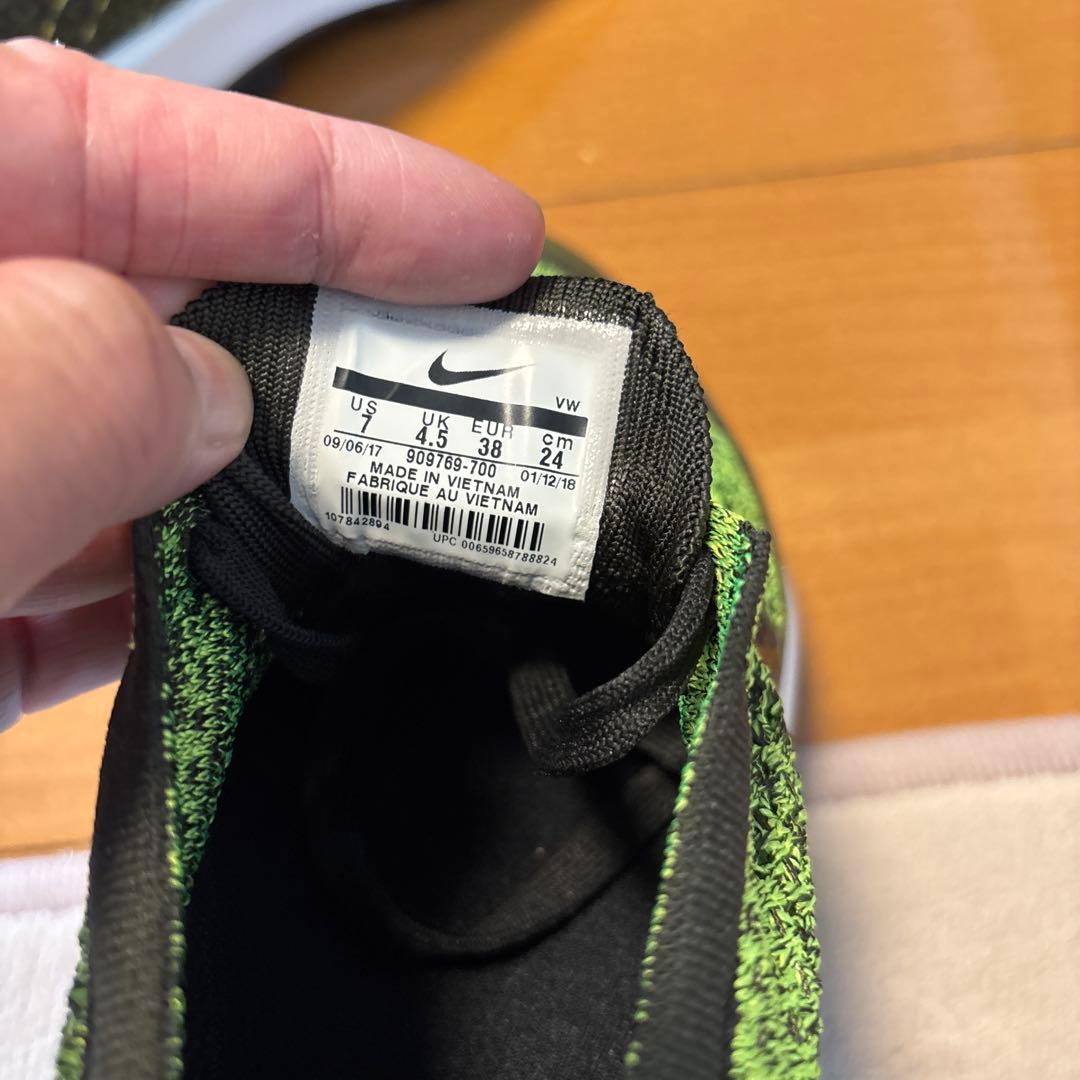 VW
US UK EUR cm
7 4.5 38 24
09/06/17 909769-700 01/12/18
MADE IN VIETNAM
FABRIQUE AU VIETNAM
107842894
UPC 00659658788824